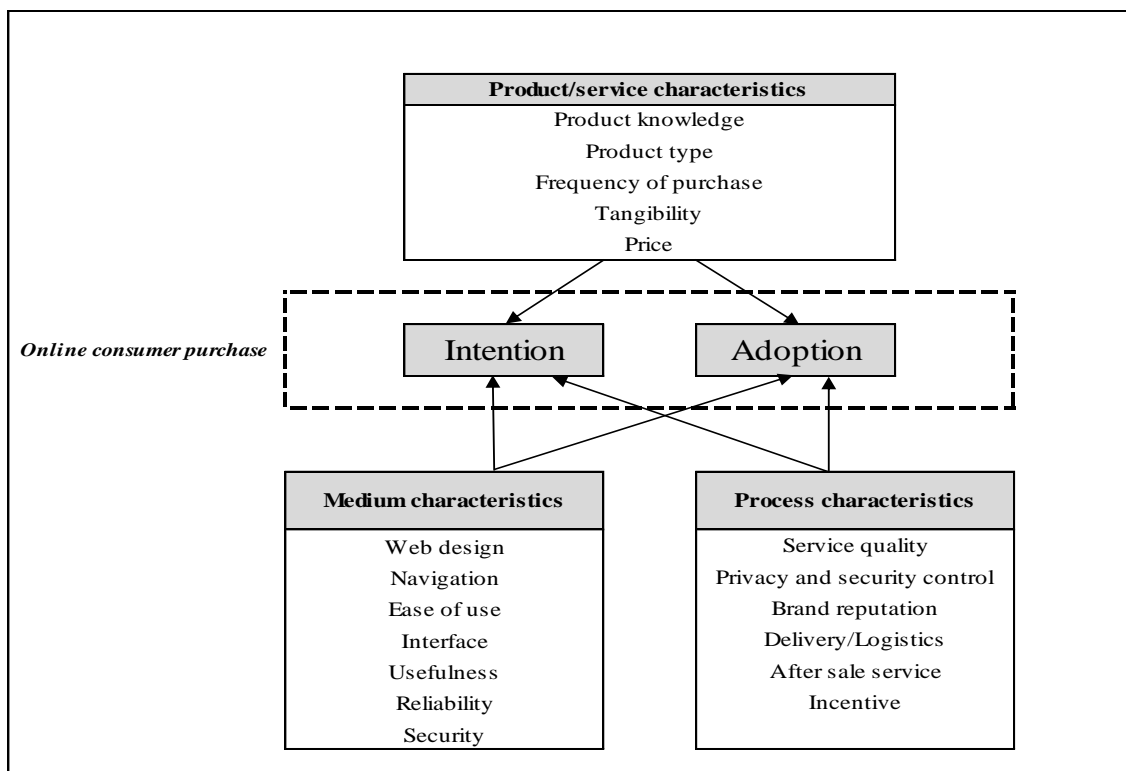 Product/service characteristics
Product knowledge
Product type
Frequency of purchase
Tangibility
Price
Online consumer purchase
Intention
Adoption
Medium characteristics
Web design
Navigation
Ease of use
Interface
Usefulness
Reliability
Security
Process characteristics
Service quality
Privacy and security control
Brand reputation
Delivery/Logistics
After sale service
Incentive